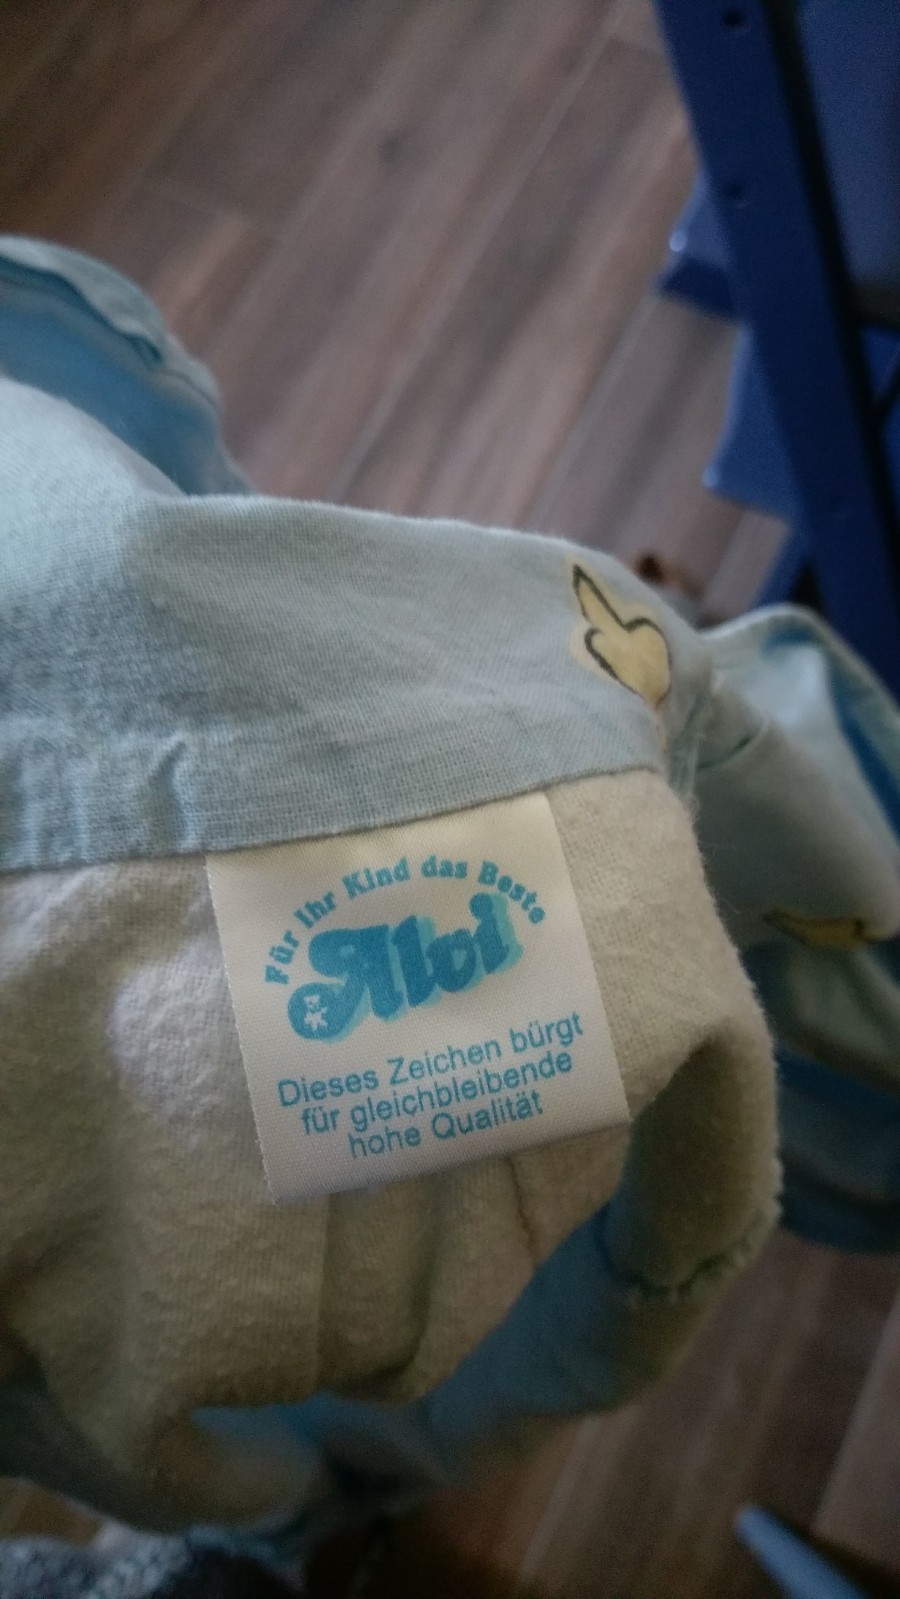 Für Ihr Kind das Beste
Alvi
Dieses Zeichen bürgt
für gleichbleibende
hohe Qualität